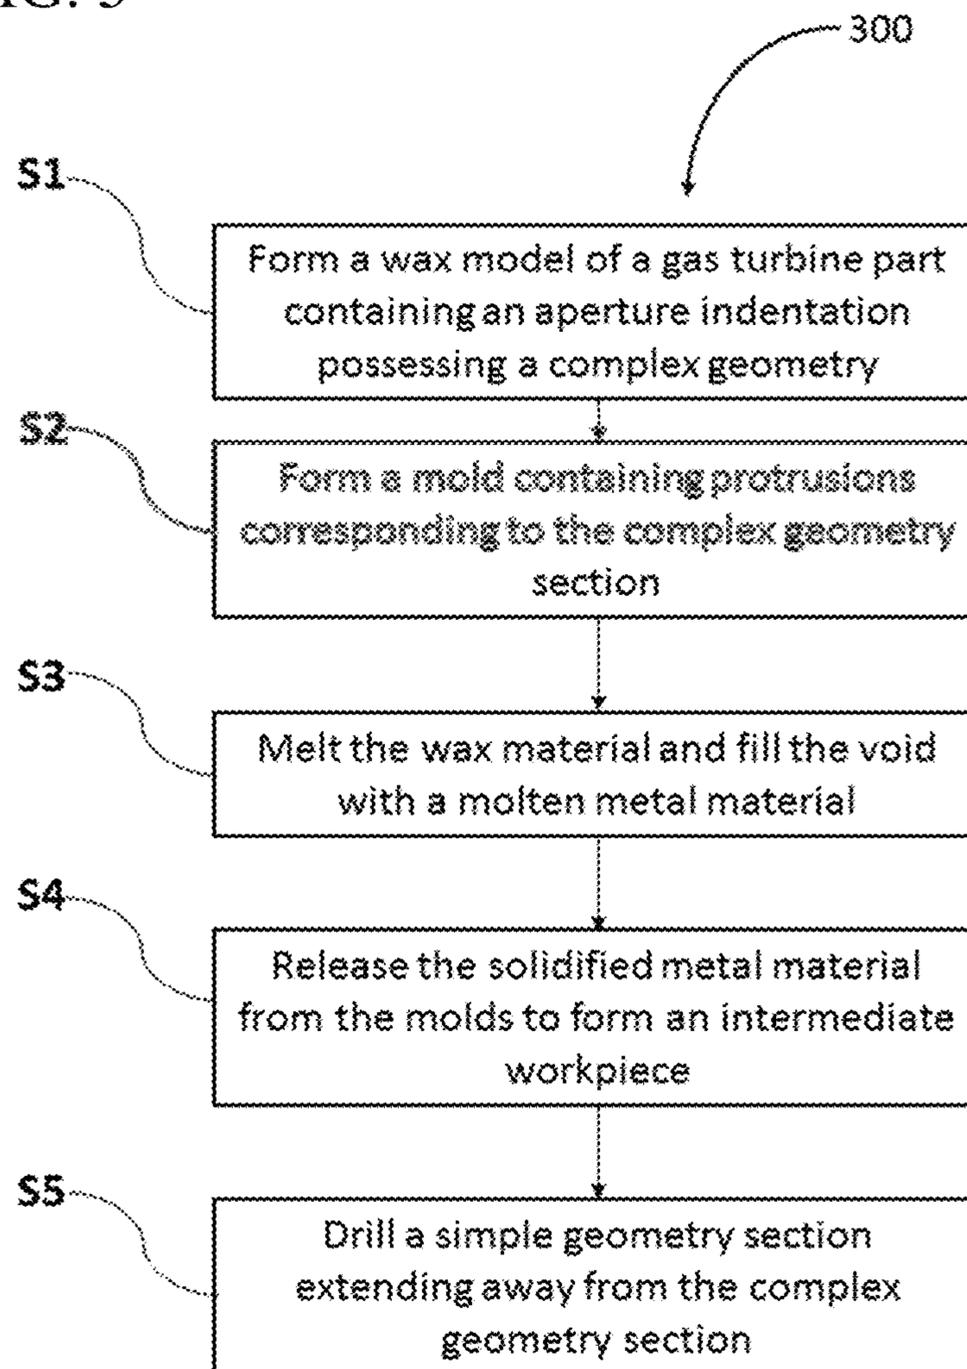 300
S1
Form a wax model of a gas turbine part
containing an aperture indentation
possessing a complex geometry
S2
Form a mold containing protrusions
corresponding to the complex geometry
section
S3
Melt the wax material and fill the void
with a molten metal material
S4
Release the solidified metal material
from the molds to form an intermediate
workpiece
S5
Drill a simple geometry section
extending away from the complex
geometry section